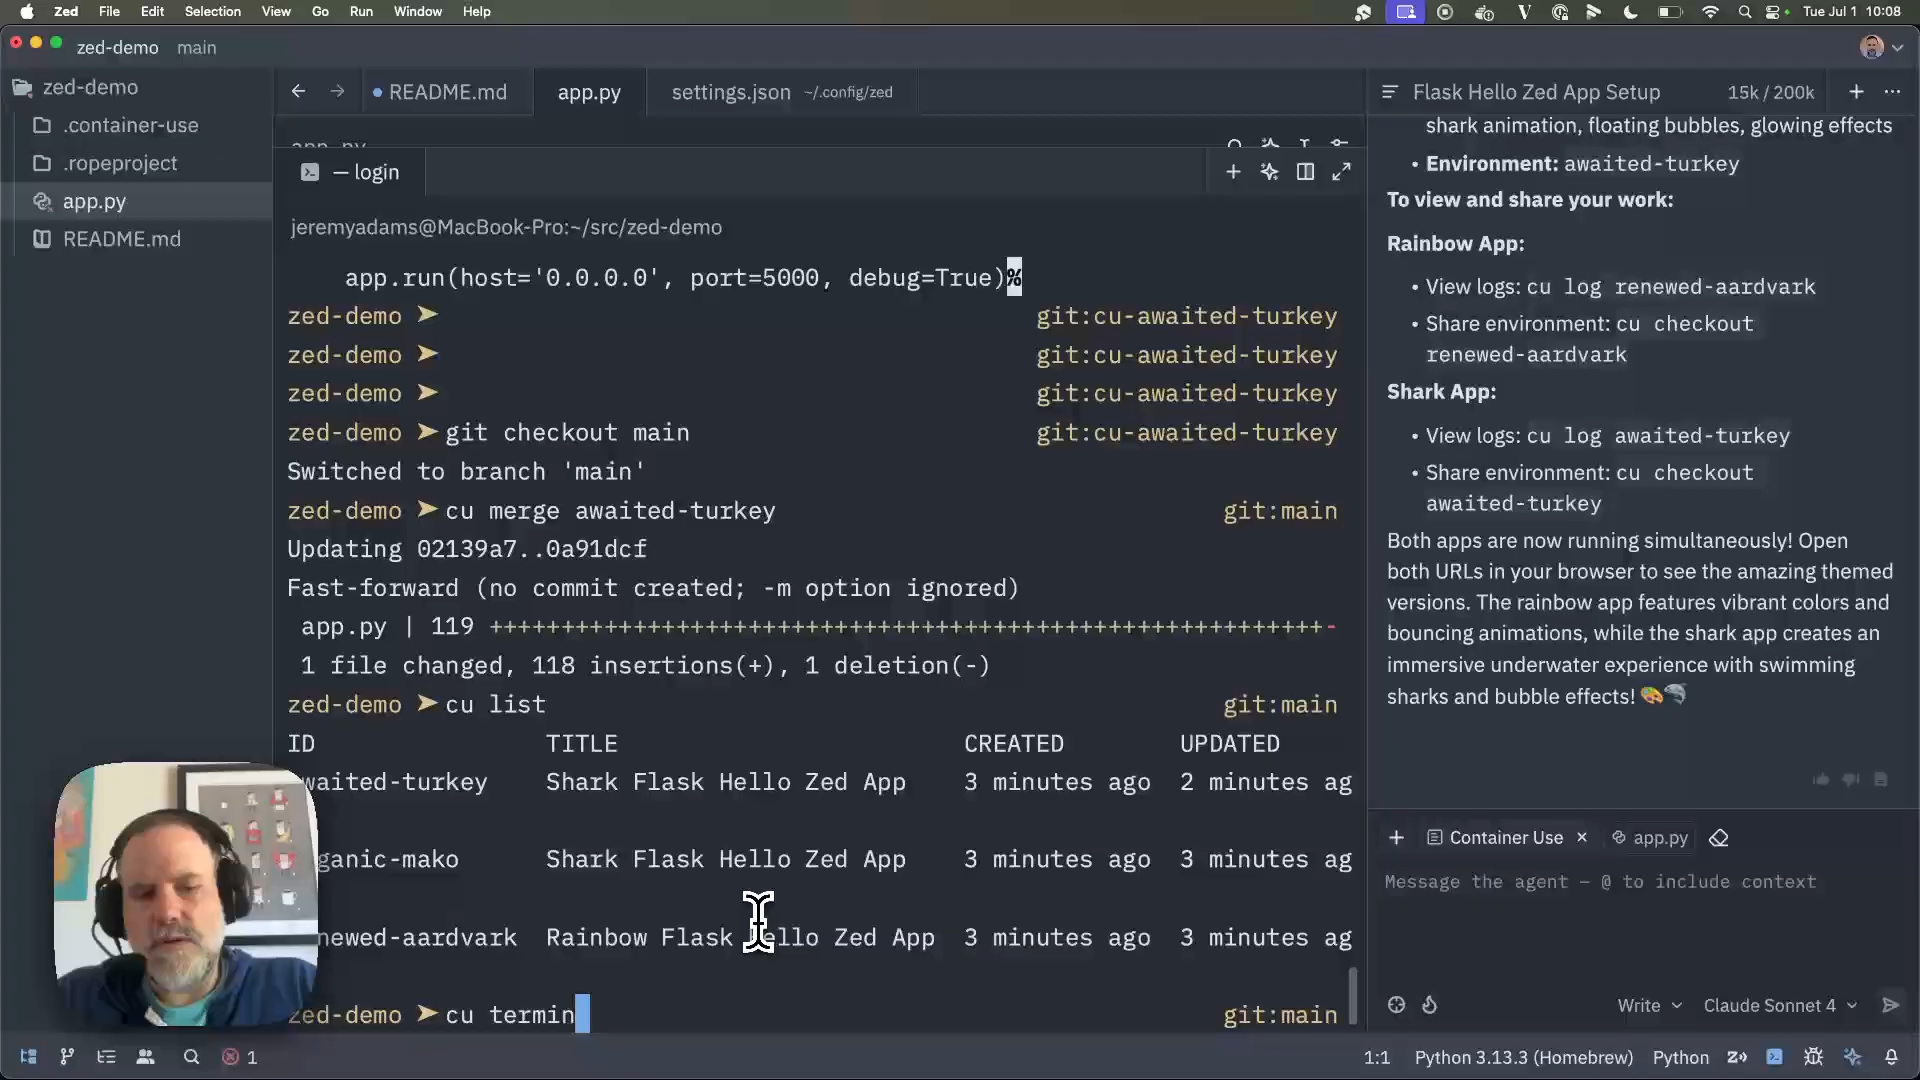 Zed File Edit Selection View Go Run Window Help
Tue Jul 1 10:08
zed-demo main
zed-demo
.container-use
.ropeproject
app.py
README.md
README.md app.py settings.json ~/.config/zed
— login
jeremyadams@MacBook-Pro:~/src/zed-demo
app.run(host='0.0.0.0', port=5000, debug=True)%
zed-demo ➤ git:cu-awaited-turkey
zed-demo ➤ git:cu-awaited-turkey
zed-demo ➤ git:cu-awaited-turkey
zed-demo ➤ git checkout main git:cu-awaited-turkey
Switched to branch 'main'
zed-demo ➤ cu merge awaited-turkey git:main
Updating 02139a7..0a91dcf
Fast-forward (no commit created; -m option ignored)
app.py | 119 ++++++++++++++++++++++++++++++++++++++++++++++++++++++++++-
1 file changed, 118 insertions(+), 1 deletion(-)
zed-demo ➤ cu list git:main
ID TITLE CREATED UPDATED
waited-turkey Shark Flask Hello Zed App 3 minutes ago 2 minutes ag
ganic-mako Shark Flask Hello Zed App 3 minutes ago 3 minutes ag
newed-aardvark Rainbow Flask Hello Zed App 3 minutes ago 3 minutes ag
zed-demo ➤ cu termin git:main
Flask Hello Zed App Setup 15k / 200k
shark animation, floating bubbles, glowing effects
• Environment: awaited-turkey
To view and share your work:
Rainbow App:
• View logs: cu log renewed-aardvark
• Share environment: cu checkout
renewed-aardvark
Shark App:
• View logs: cu log awaited-turkey
• Share environment: cu checkout
awaited-turkey
Both apps are now running simultaneously! Open
both URLs in your browser to see the amazing themed
versions. The rainbow app features vibrant colors and
bouncing animations, while the shark app creates an
immersive underwater experience with swimming
sharks and bubble effects! 🎨🦈
Container Use app.py
Message the agent — @ to include context
Write Claude Sonnet 4
1 1:1 Python 3.13.3 (Homebrew) Python